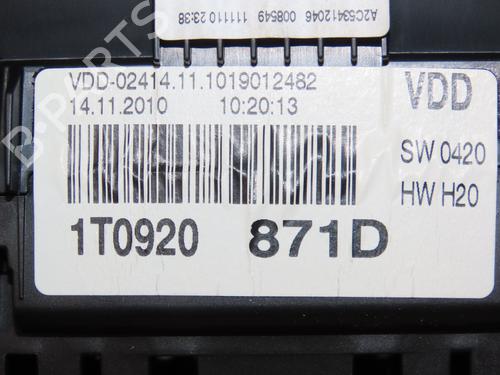 A2C53412046 008549 111110 23:38
VDD-02414.11.1019012482
14.11.2010 10:20:13
VDD
SW 0420
HW H20
1T0920 871D
B-PARTS